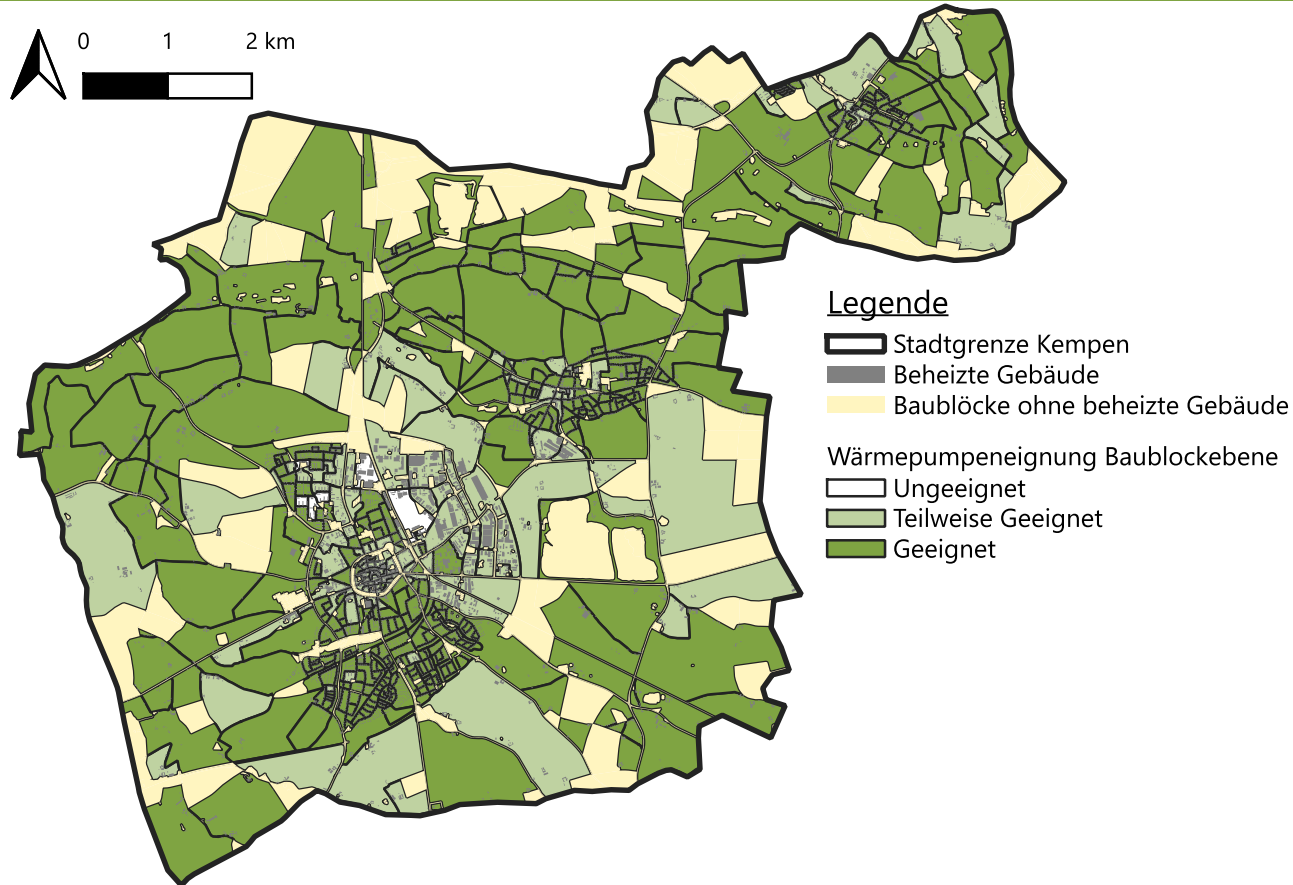 0 1 2 km
Legende
Stadtgrenze Kempen
Beheizte Gebäude
Baublöcke ohne beheizte Gebäude
Wärmepumpeneignung Baublockebene
Ungeeignet
Teilweise Geeignet
Geeignet